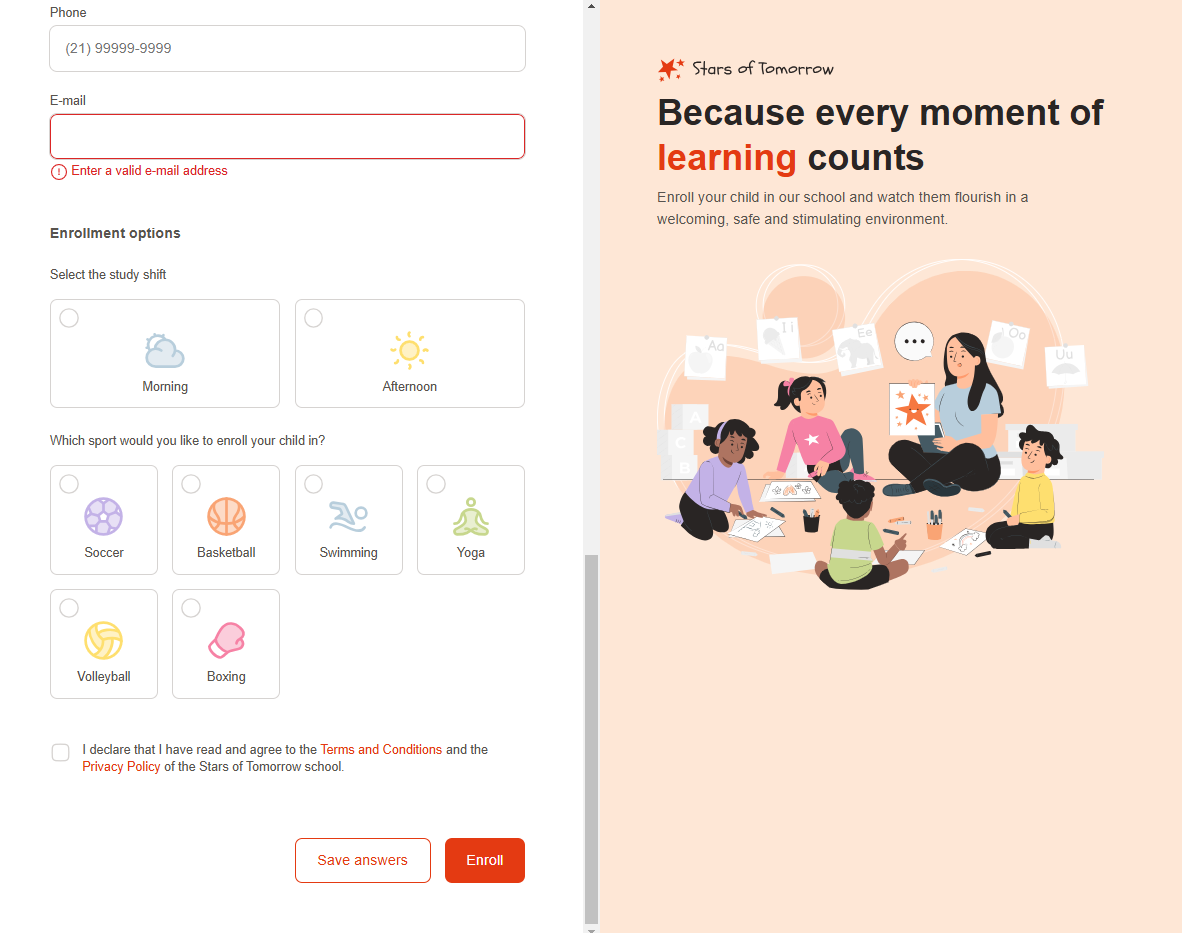 Phone
(21) 99999-9999
E-mail
Enter a valid e-mail address
Enrollment options
Select the study shift
Morning
Afternoon
Which sport would you like to enroll your child in?
Soccer
Basketball
Swimming
Yoga
Volleyball
Boxing
I declare that I have read and agree to the Terms and Conditions and the
Privacy Policy of the Stars of Tomorrow school.
Save answers
Enroll
Stars of Tomorrow
Because every moment of
learning counts
Enroll your child in our school and watch them flourish in a
welcoming, safe and stimulating environment.
Aa
Ii
Ee
Oo
Uu
A
C
B